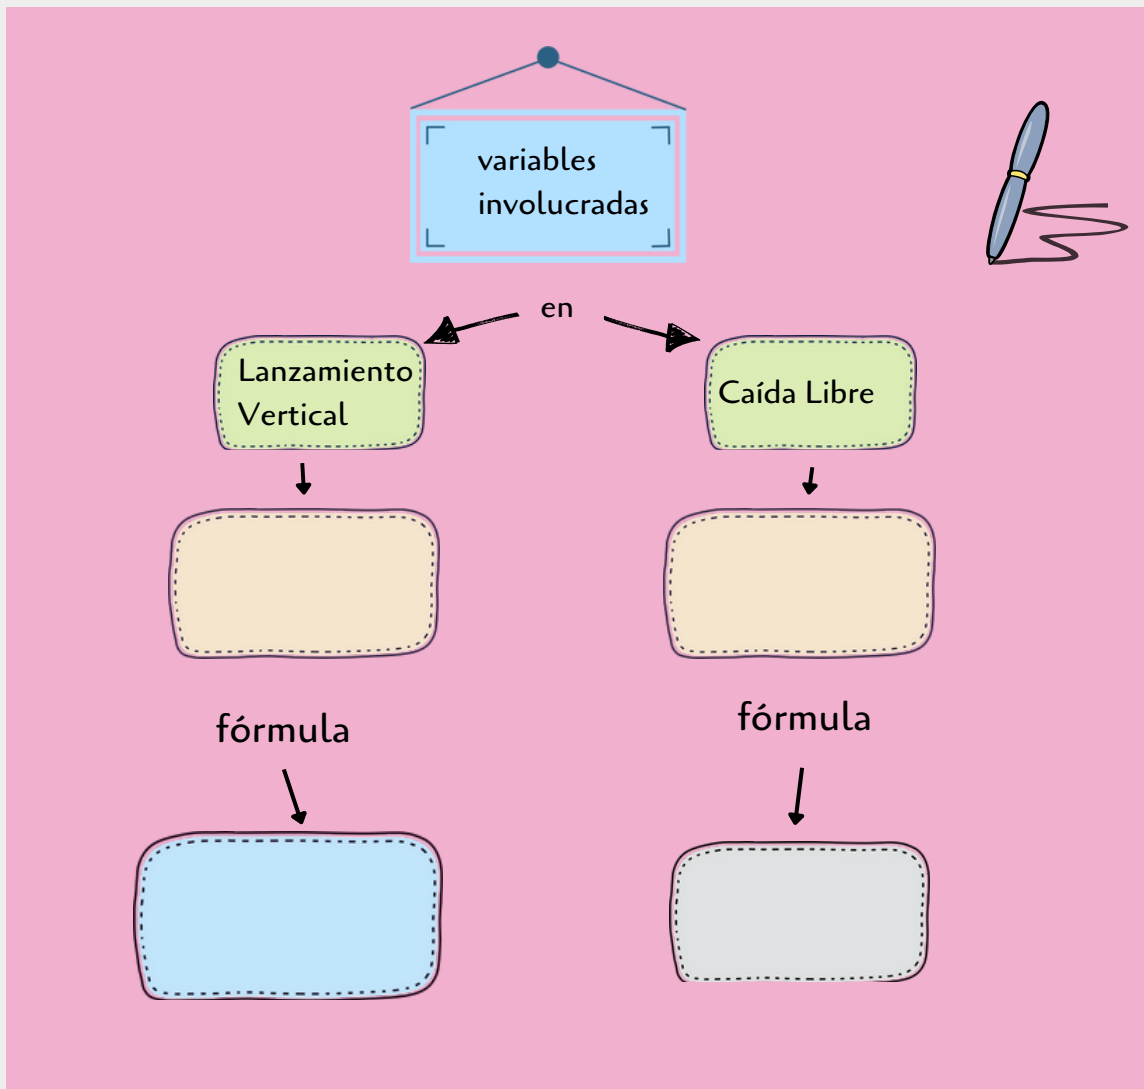 variables
involucradas
en
Lanzamiento
Vertical
Caída Libre
fórmula
fórmula